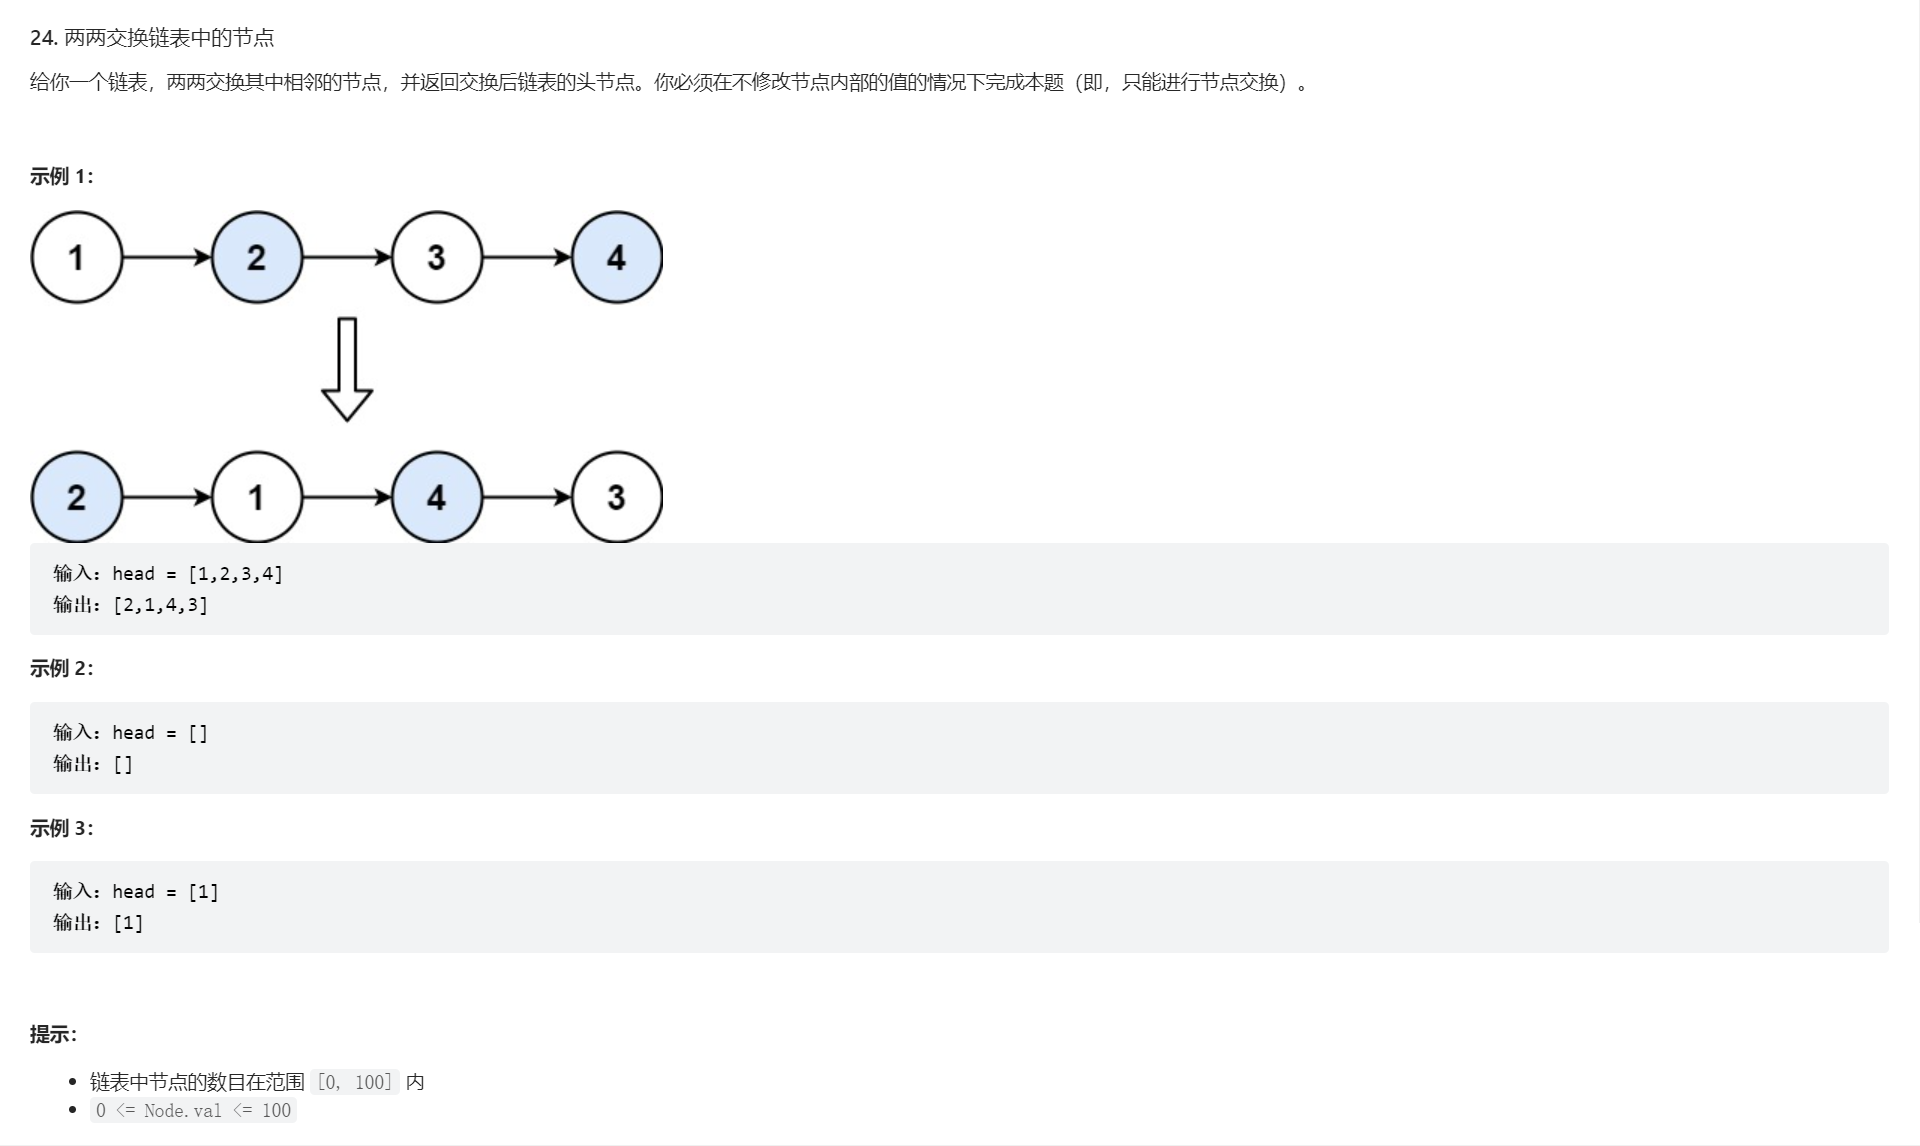 24. 两两交换链表中的节点
给你一个链表，两两交换其中相邻的节点，并返回交换后链表的头节点。你必须在不修改节点内部的值的情况下完成本题（即，只能进行节点交换）。
示例 1：
1 2 3 4
2 1 4 3
输入：head = [1,2,3,4]
输出：[2,1,4,3]
示例 2：
输入：head = []
输出：[]
示例 3：
输入：head = [1]
输出：[1]
提示：
链表中节点的数目在范围 [0, 100] 内
0 <= Node.val <= 100